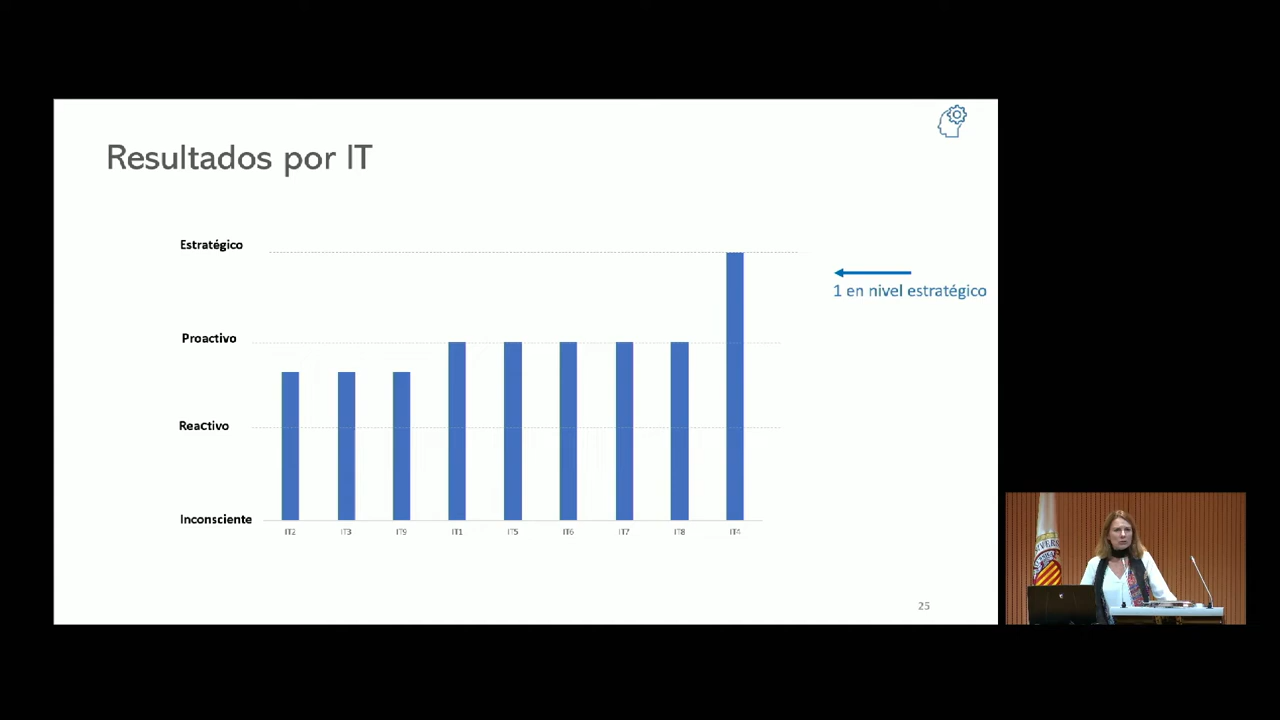 Resultados por IT
Estratégico
1 en nivel estratégico
Proactivo
Reactivo
Inconsciente
IT2 IT3 IT9 IT1 IT5 IT6 IT7 IT8 IT4
25